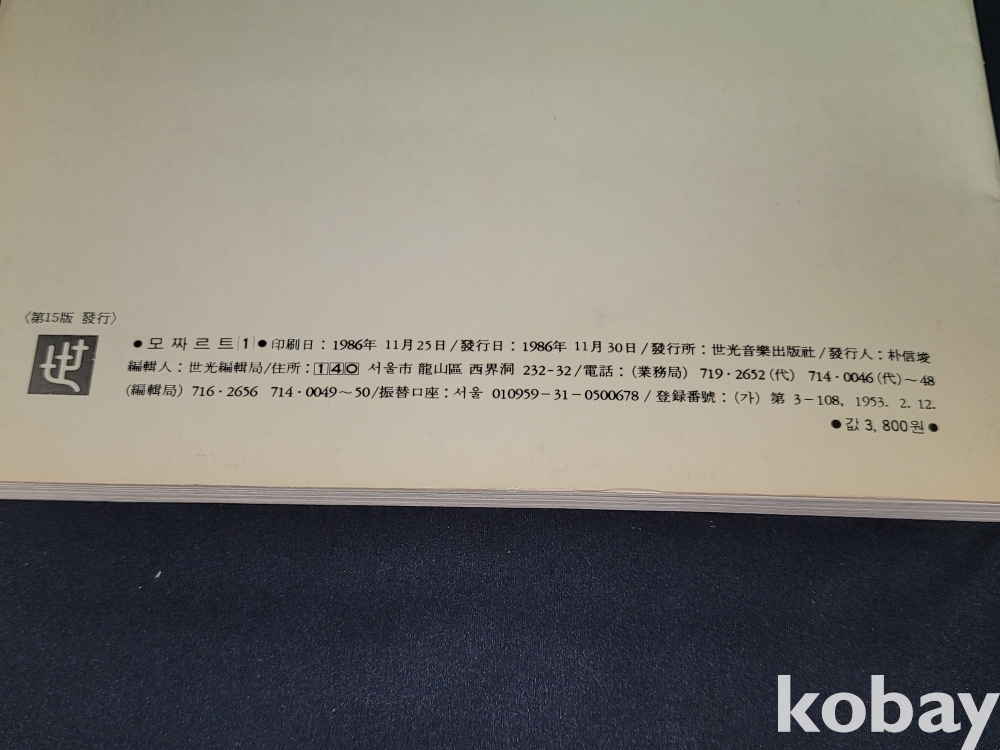 〈第15版 發行〉
世
●모짜르트[1]●印刷日:1986年 11月 25日/發行日:1986年 11月 30日/發行所:世光音樂出版社/發行人:朴信埈
編輯人:世光編輯局/住所:140 서울市 龍山區 西界洞 232-32/電話:(業務局) 719·2652(代) 714·0046(代)~48
(編輯局) 716·2656 714·0049~50/振替口座:서울 010959-31-0500678/登録番號:(가) 第 3-108, 1953. 2. 12.
●값 3, 800원●
kobay